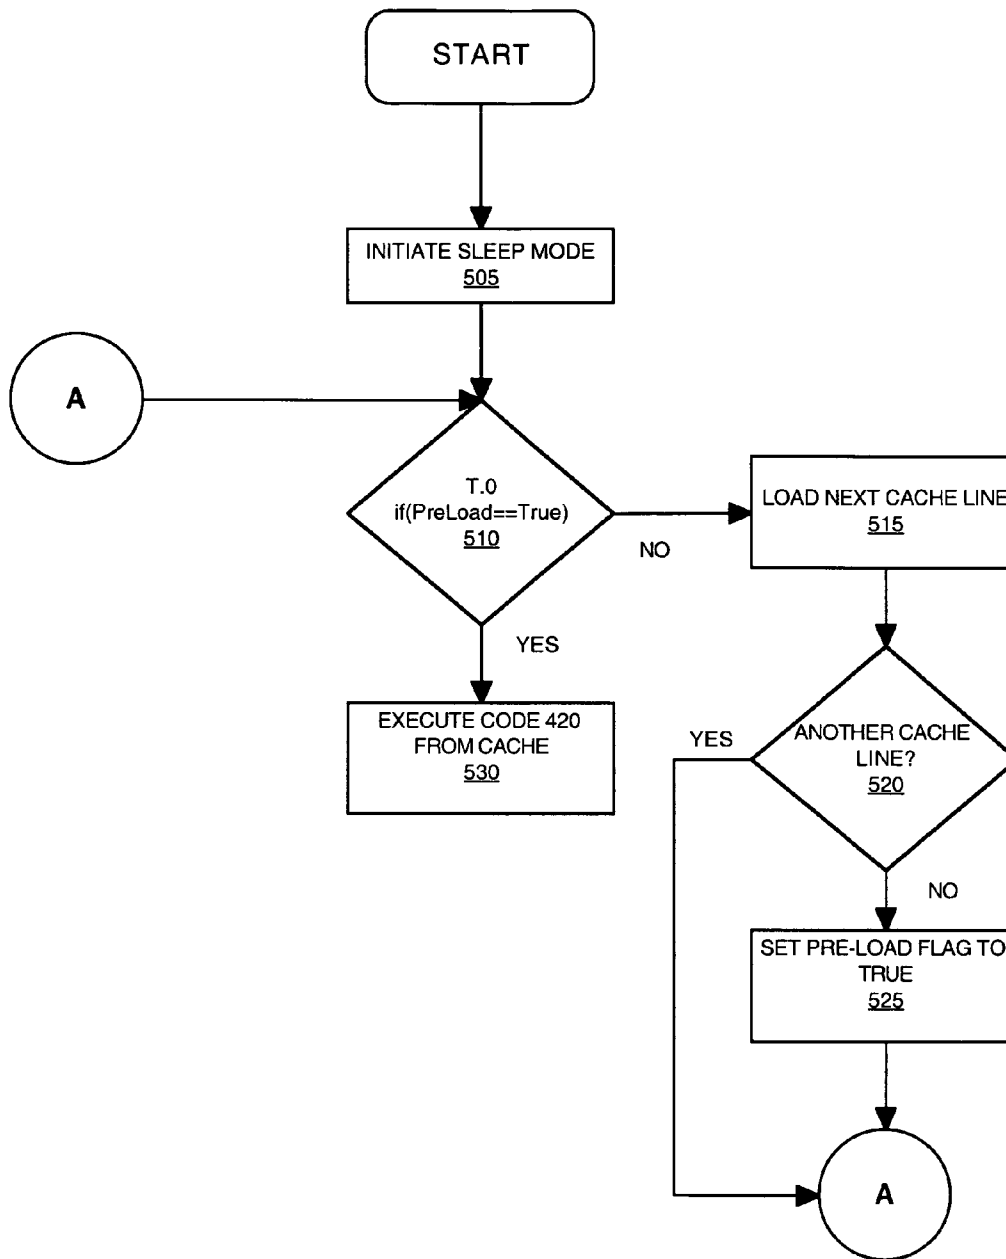 START
INITIATE SLEEP MODE
505
A
T.0
if(PreLoad==True)
510
NO
LOAD NEXT CACHE LINE
515
YES
EXECUTE CODE 420
FROM CACHE
530
YES
ANOTHER CACHE
LINE?
520
NO
SET PRE-LOAD FLAG TO
TRUE
525
A